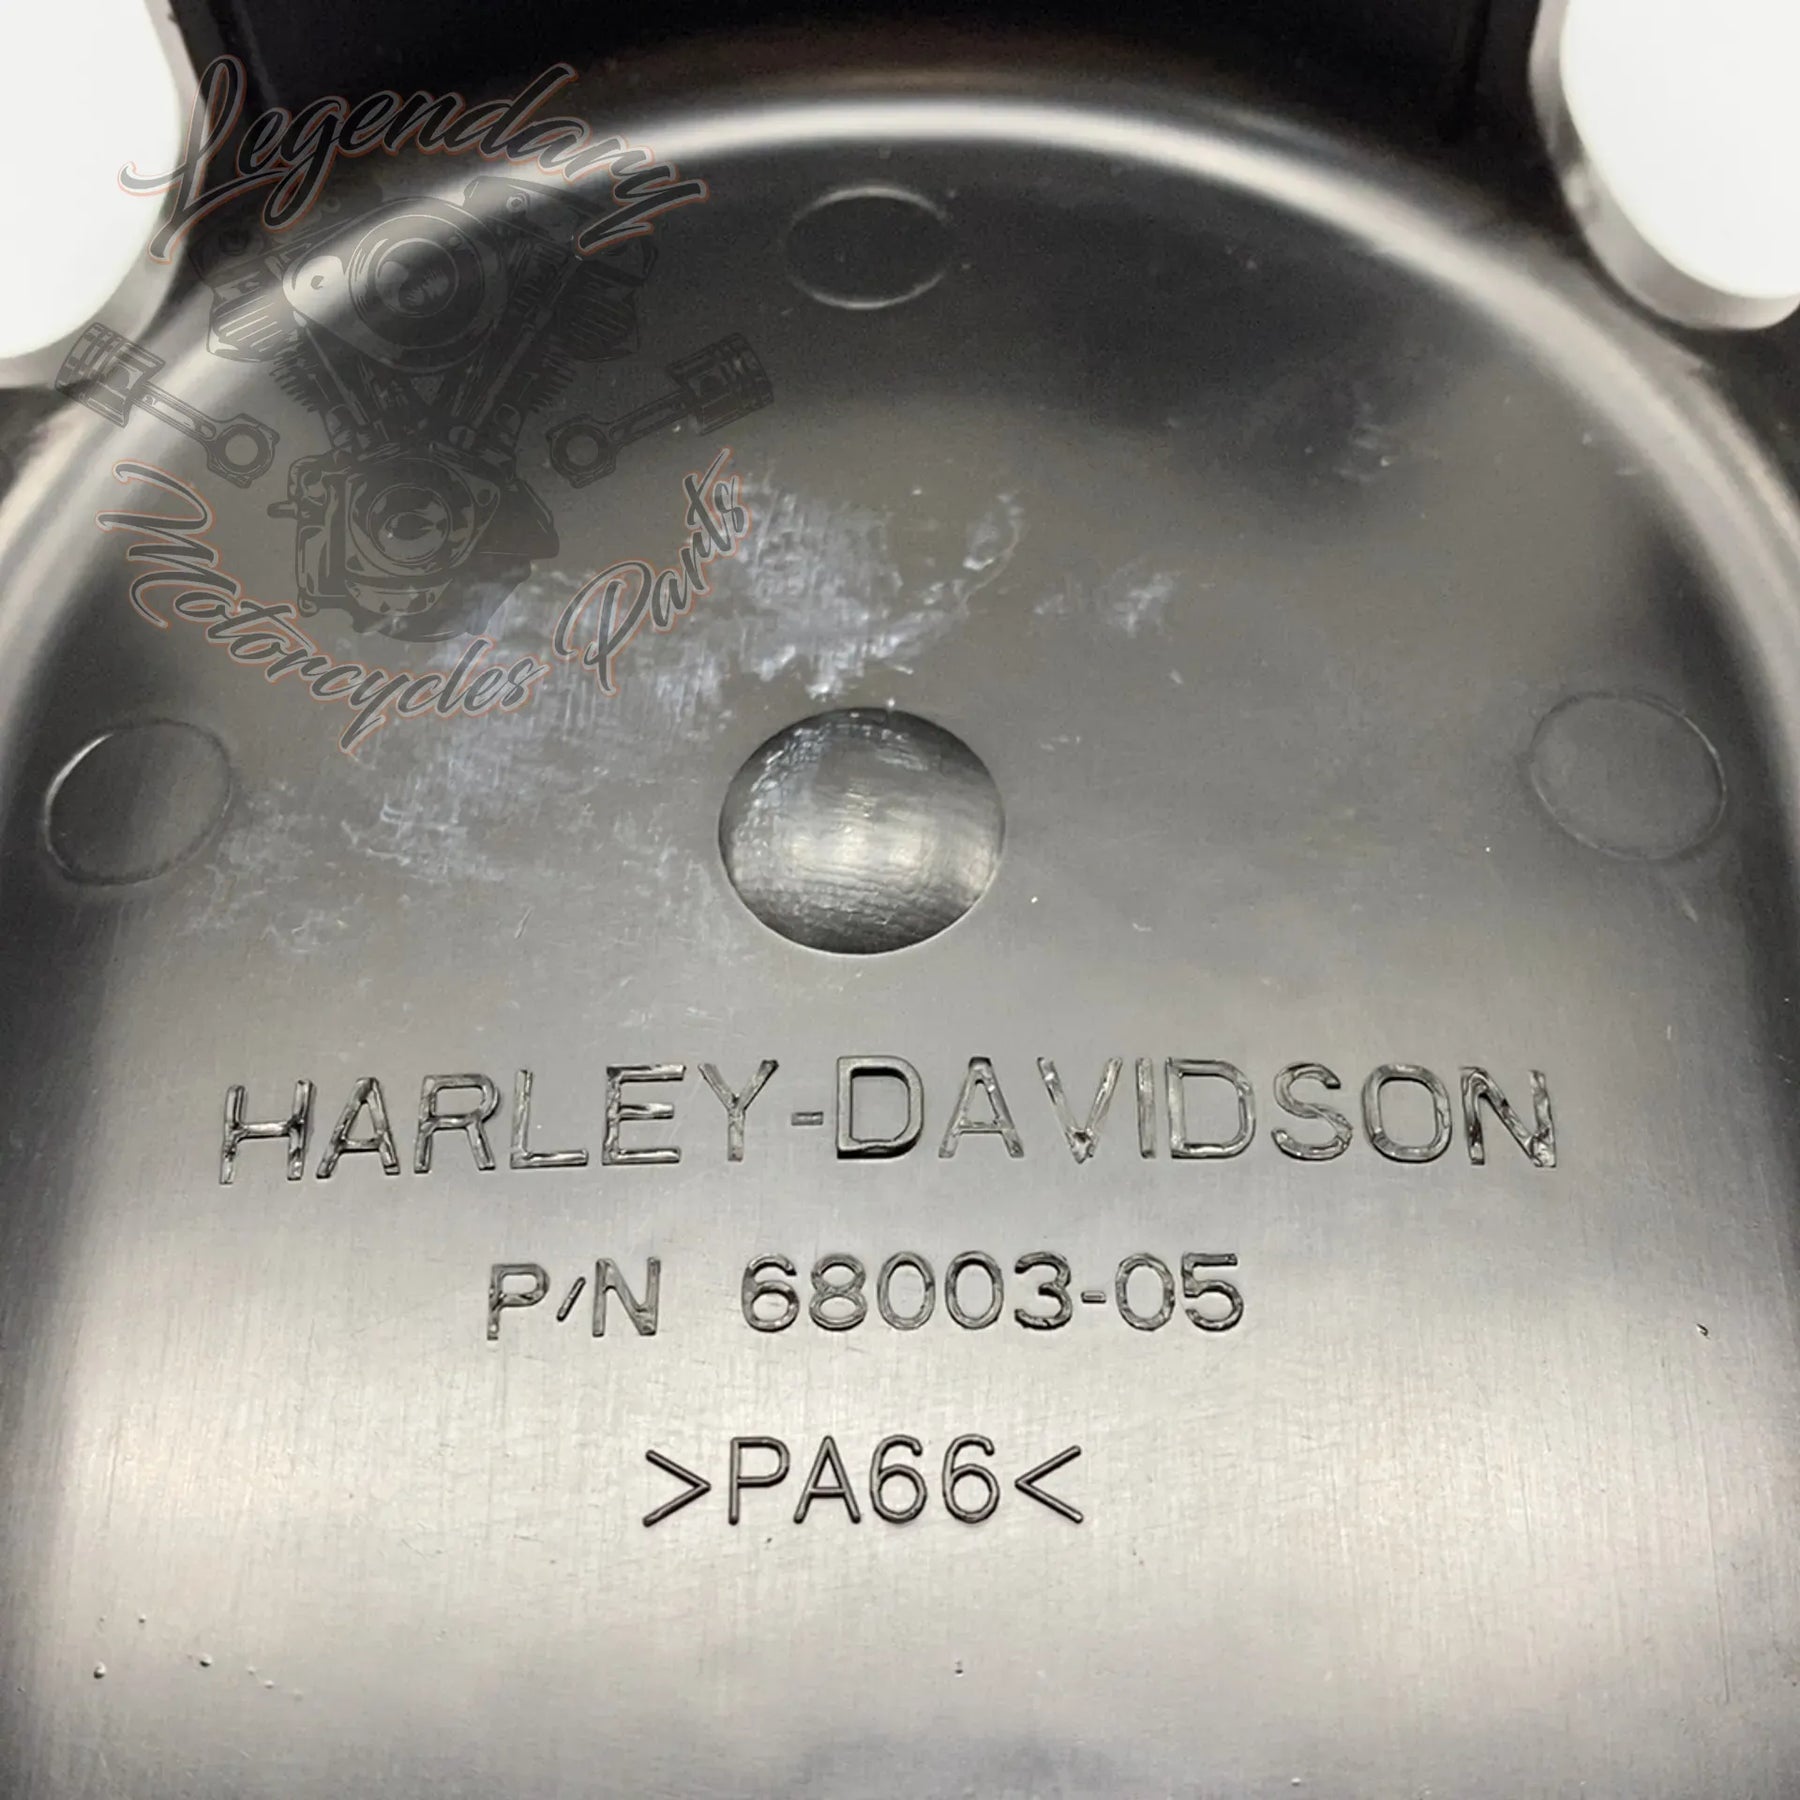 Legendary
Motorcycles Parts
HARLEY-DAVIDSON
P/N 68003-05
>PA66<